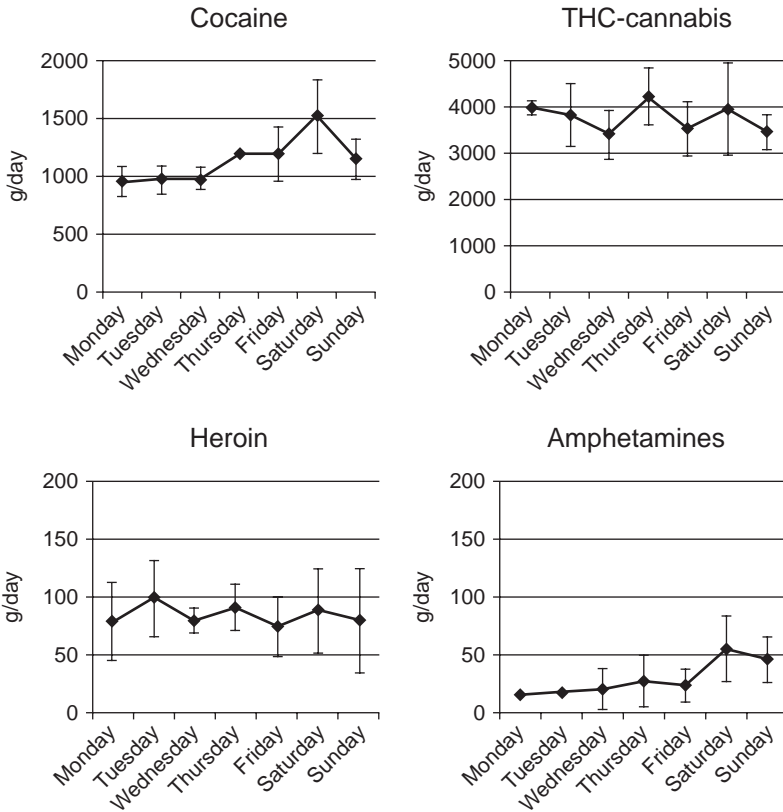 Cocaine
2000
1500
1000
500
0
g/day
Monday
Tuesday
Wednesday
Thursday
Friday
Saturday
Sunday
THC-cannabis
5000
4000
3000
2000
1000
0
g/day
Monday
Tuesday
Wednesday
Thursday
Friday
Saturday
Sunday
Heroin
200
150
100
50
0
g/day
Monday
Tuesday
Wednesday
Thursday
Friday
Saturday
Sunday
Amphetamines
200
150
100
50
0
g/day
Monday
Tuesday
Wednesday
Thursday
Friday
Saturday
Sunday